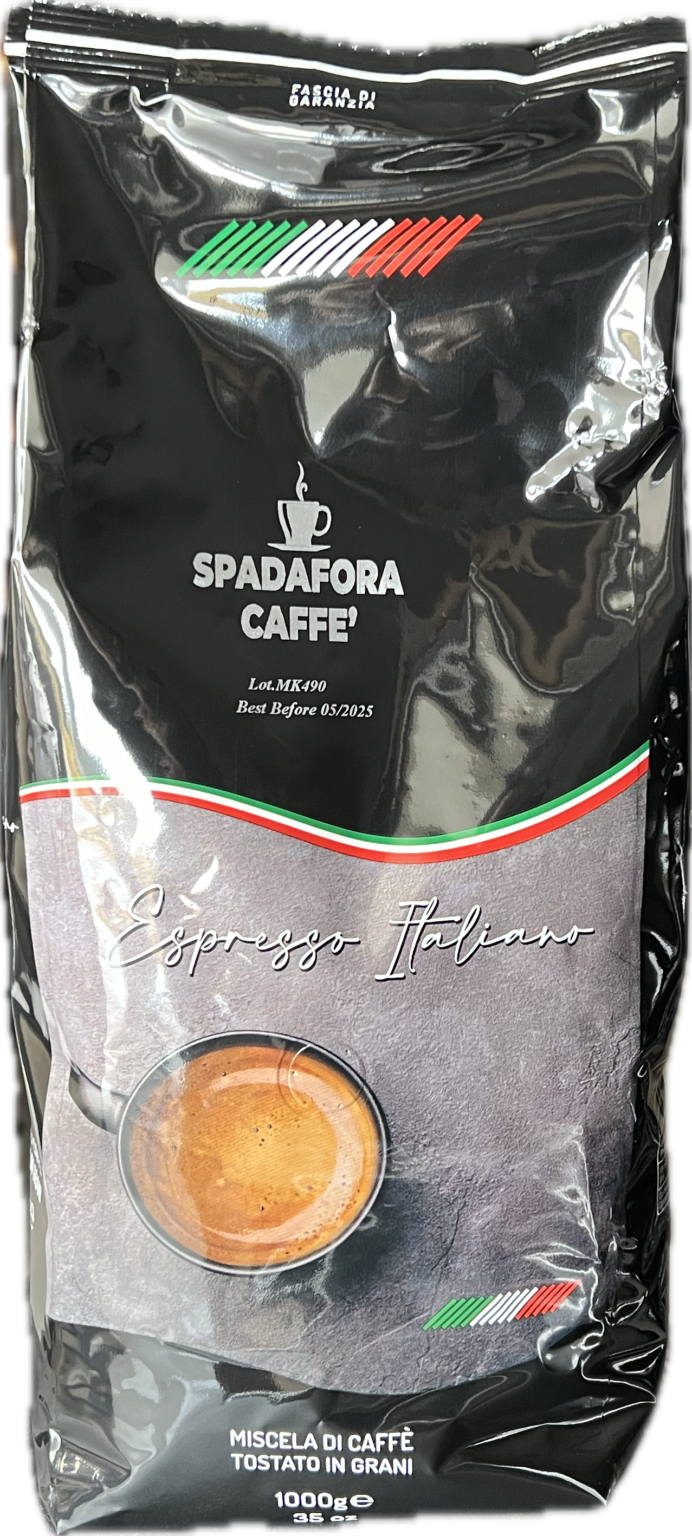 FASCIA DI
GARANZIA
SPADAFORA
CAFFE'
Lot.MK490
Best Before 05/2025
Espresso Italiano
MISCELA DI CAFFÈ
TOSTATO IN GRANI
1000g℮
35 oz